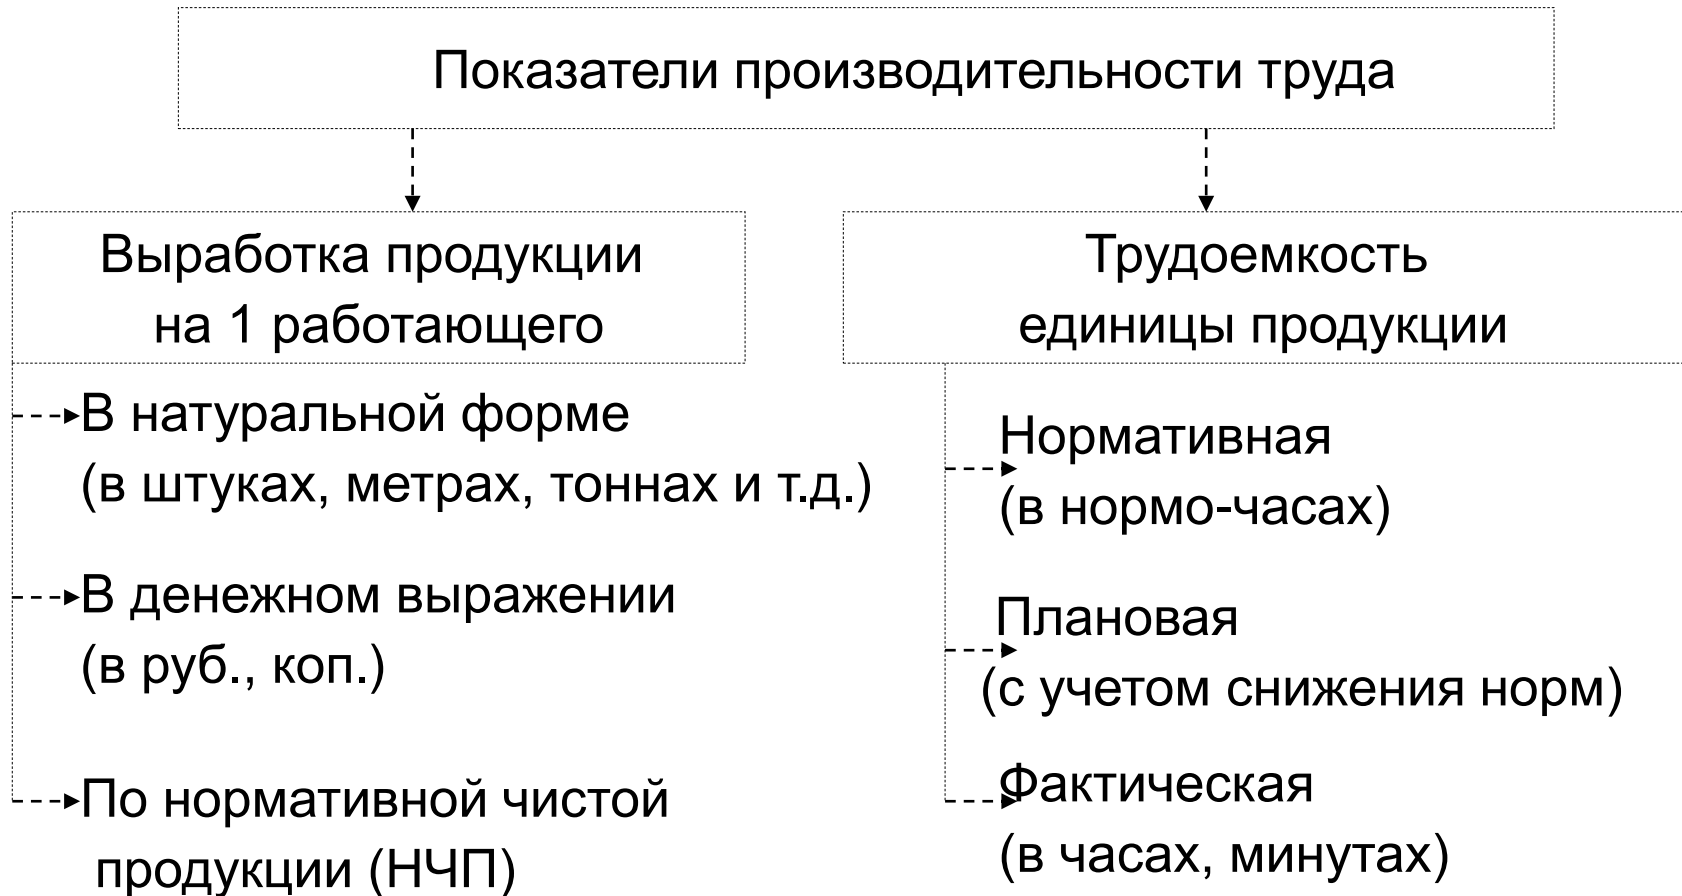 Показатели производительности труда
Выработка продукции
на 1 работающего
В натуральной форме
(в штуках, метрах, тоннах и т.д.)
В денежном выражении
(в руб., коп.)
По нормативной чистой
продукции (НЧП)
Трудоемкость
единицы продукции
Нормативная
(в нормо-часах)
Плановая
(с учетом снижения норм)
Фактическая
(в часах, минутах)